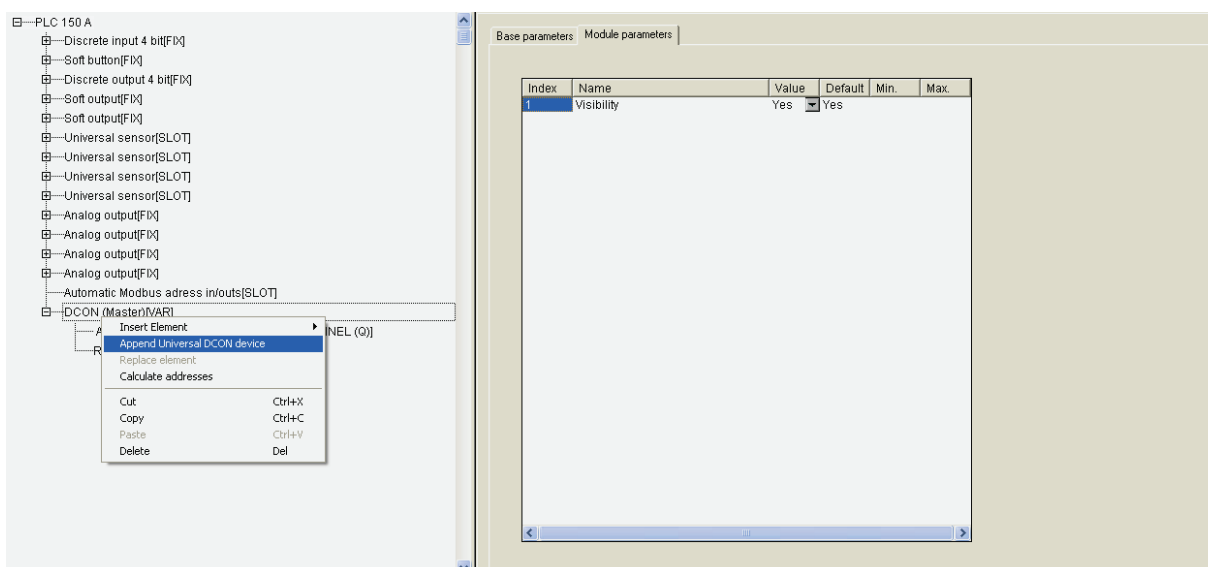 PLC 150 A
Discrete input 4 bit[FIX]
Soft button[FIX]
Discrete output 4 bit[FIX]
Soft output[FIX]
Soft output[FIX]
Universal sensor[SLOT]
Universal sensor[SLOT]
Universal sensor[SLOT]
Universal sensor[SLOT]
Analog output[FIX]
Analog output[FIX]
Analog output[FIX]
Analog output[FIX]
Automatic Modbus adress in/outs[SLOT]
DCON (Master)[VAR]
A
NEL (Q)]
R
Insert Element
Append Universal DCON device
Replace element
Calculate addresses
Cut Ctrl+X
Copy Ctrl+C
Paste Ctrl+V
Delete Del
Base parameters Module parameters
Index Name Value Default Min. Max.
1 Visibility Yes Yes